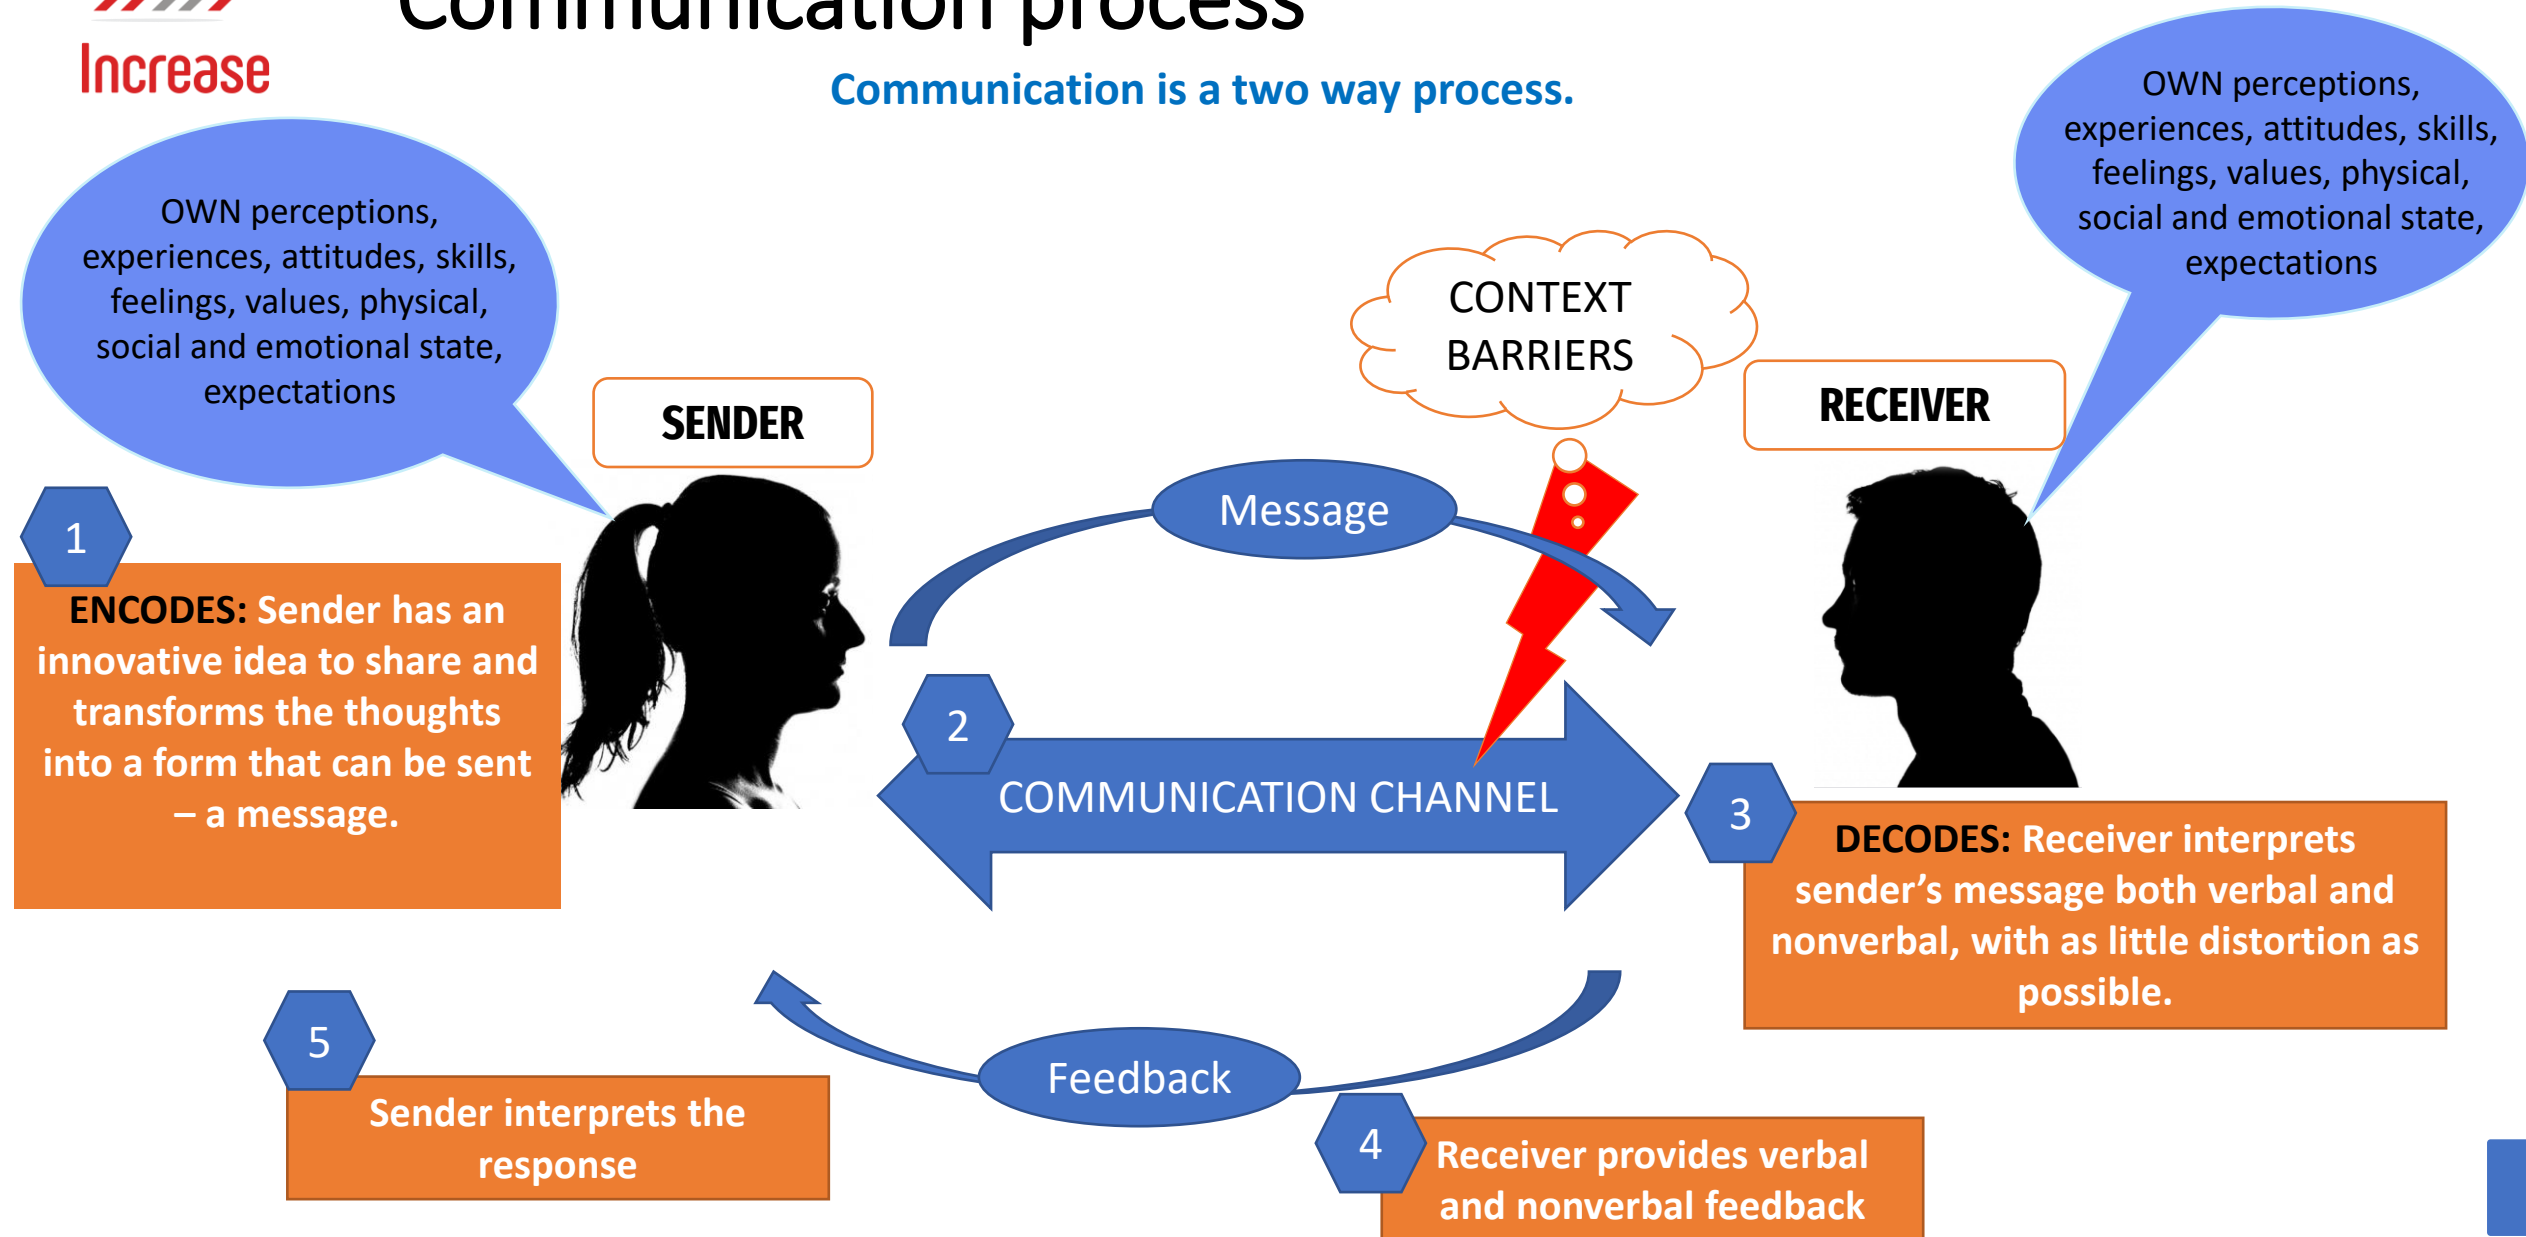 Communication process
Increase
Communication is a two way process.
OWN perceptions,
experiences, attitudes, skills,
feelings, values, physical,
social and emotional state,
expectations
OWN perceptions,
experiences, attitudes, skills,
feelings, values, physical,
social and emotional state,
expectations
CONTEXT
BARRIERS
SENDER
RECEIVER
Message
1
ENCODES: Sender has an
innovative idea to share and
transforms the thoughts
into a form that can be sent
– a message.
2
COMMUNICATION CHANNEL
3
DECODES: Receiver interprets
sender’s message both verbal and
nonverbal, with as little distortion as
possible.
5
Sender interprets the
response
Feedback
4
Receiver provides verbal
and nonverbal feedback